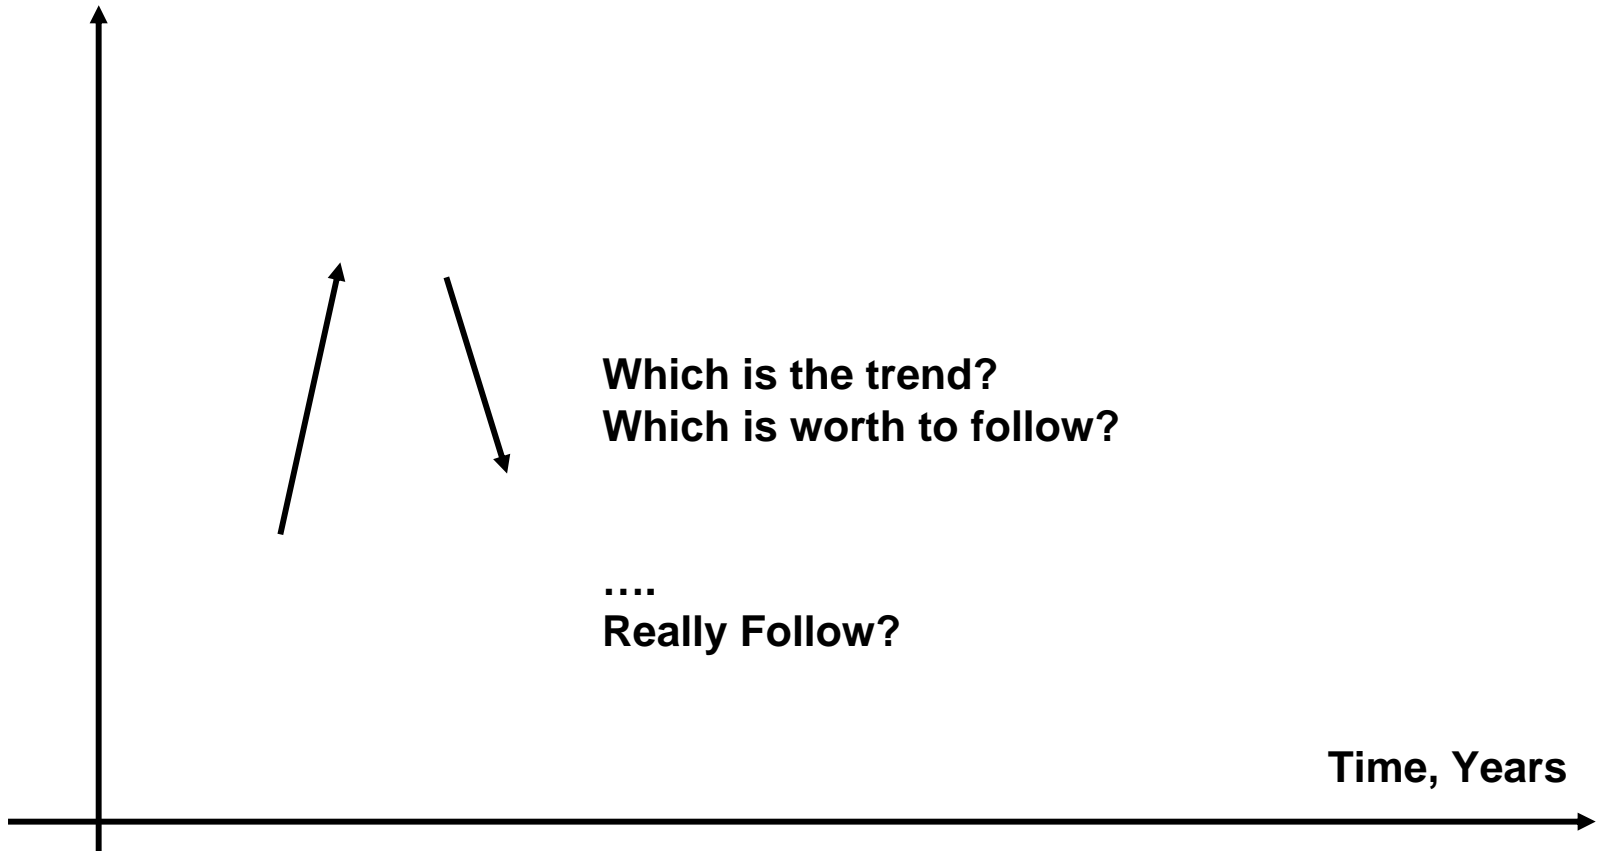 Which is the trend?
Which is worth to follow?
….
Really Follow?
Time, Years